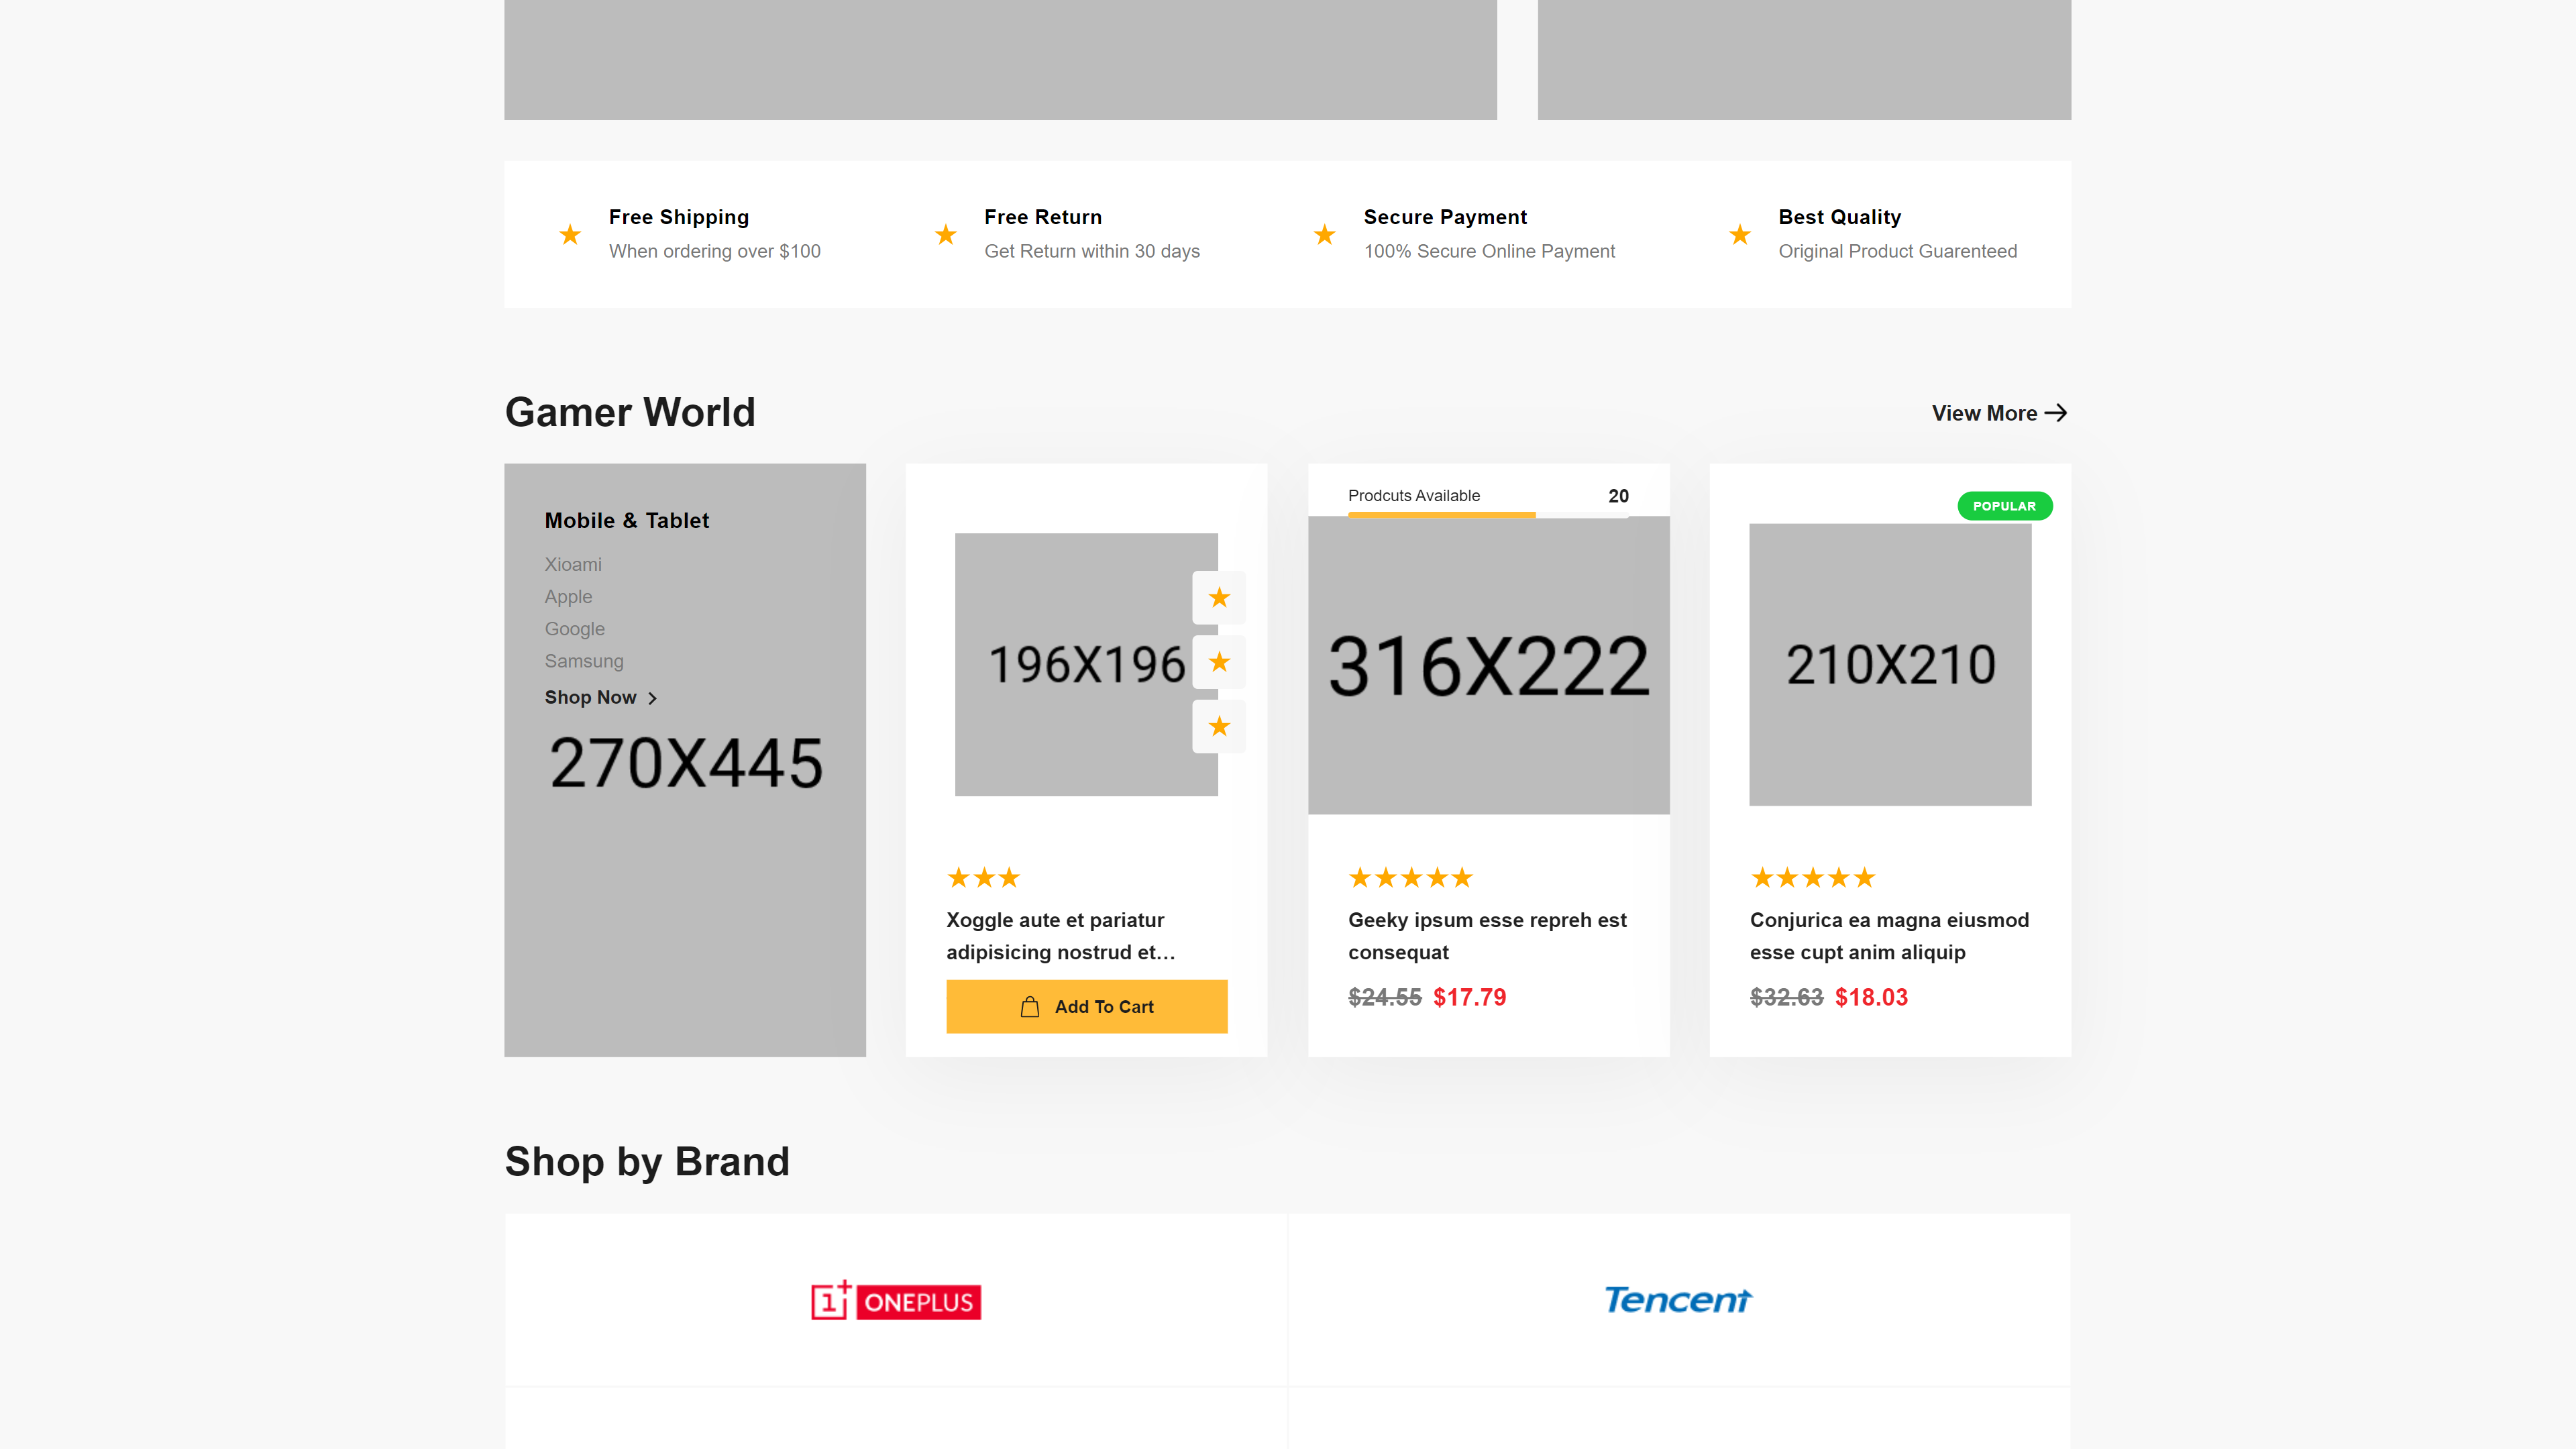 Free Shipping
When ordering over $100
Free Return
Get Return within 30 days
Secure Payment
100% Secure Online Payment
Best Quality
Original Product Guarenteed
Gamer World
View More
Mobile & Tablet
Xioami
Apple
Google
Samsung
Shop Now
270X445
196X196
Xoggle aute et pariatur
adipisicing nostrud et...
Add To Cart
Prodcuts Available 20
316X222
Geeky ipsum esse repreh est
consequat
$24.55 $17.79
POPULAR
210X210
Conjurica ea magna eiusmod
esse cupt anim aliquip
$32.63 $18.03
Shop by Brand
1+ ONEPLUS
Tencent